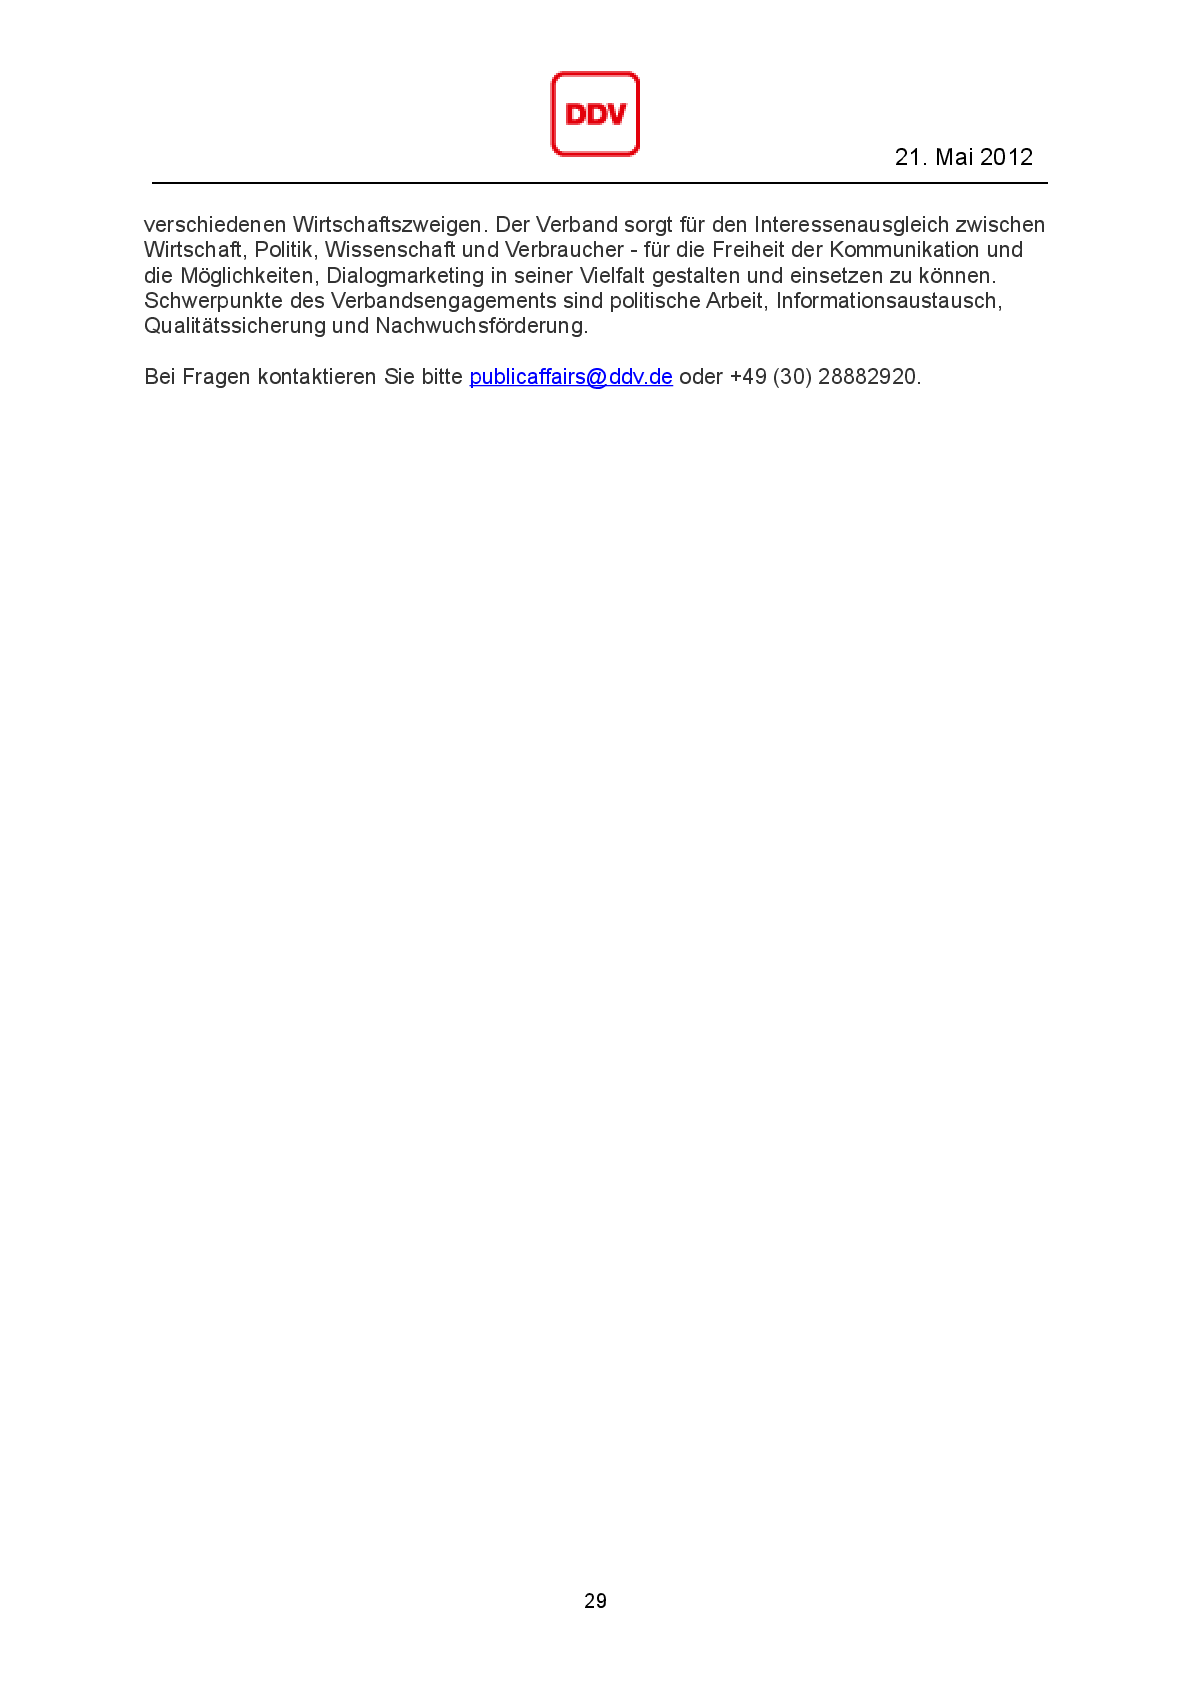 DDV
21. Mai 2012
verschiedenen Wirtschaftszweigen. Der Verband sorgt für den Interessenausgleich zwischen
Wirtschaft, Politik, Wissenschaft und Verbraucher - für die Freiheit der Kommunikation und
die Möglichkeiten, Dialogmarketing in seiner Vielfalt gestalten und einsetzen zu können.
Schwerpunkte des Verbandsengagements sind politische Arbeit, Informationsaustausch,
Qualitätssicherung und Nachwuchsförderung.
Bei Fragen kontaktieren Sie bitte publicaffairs@ddv.de oder +49 (30) 28882920.
29